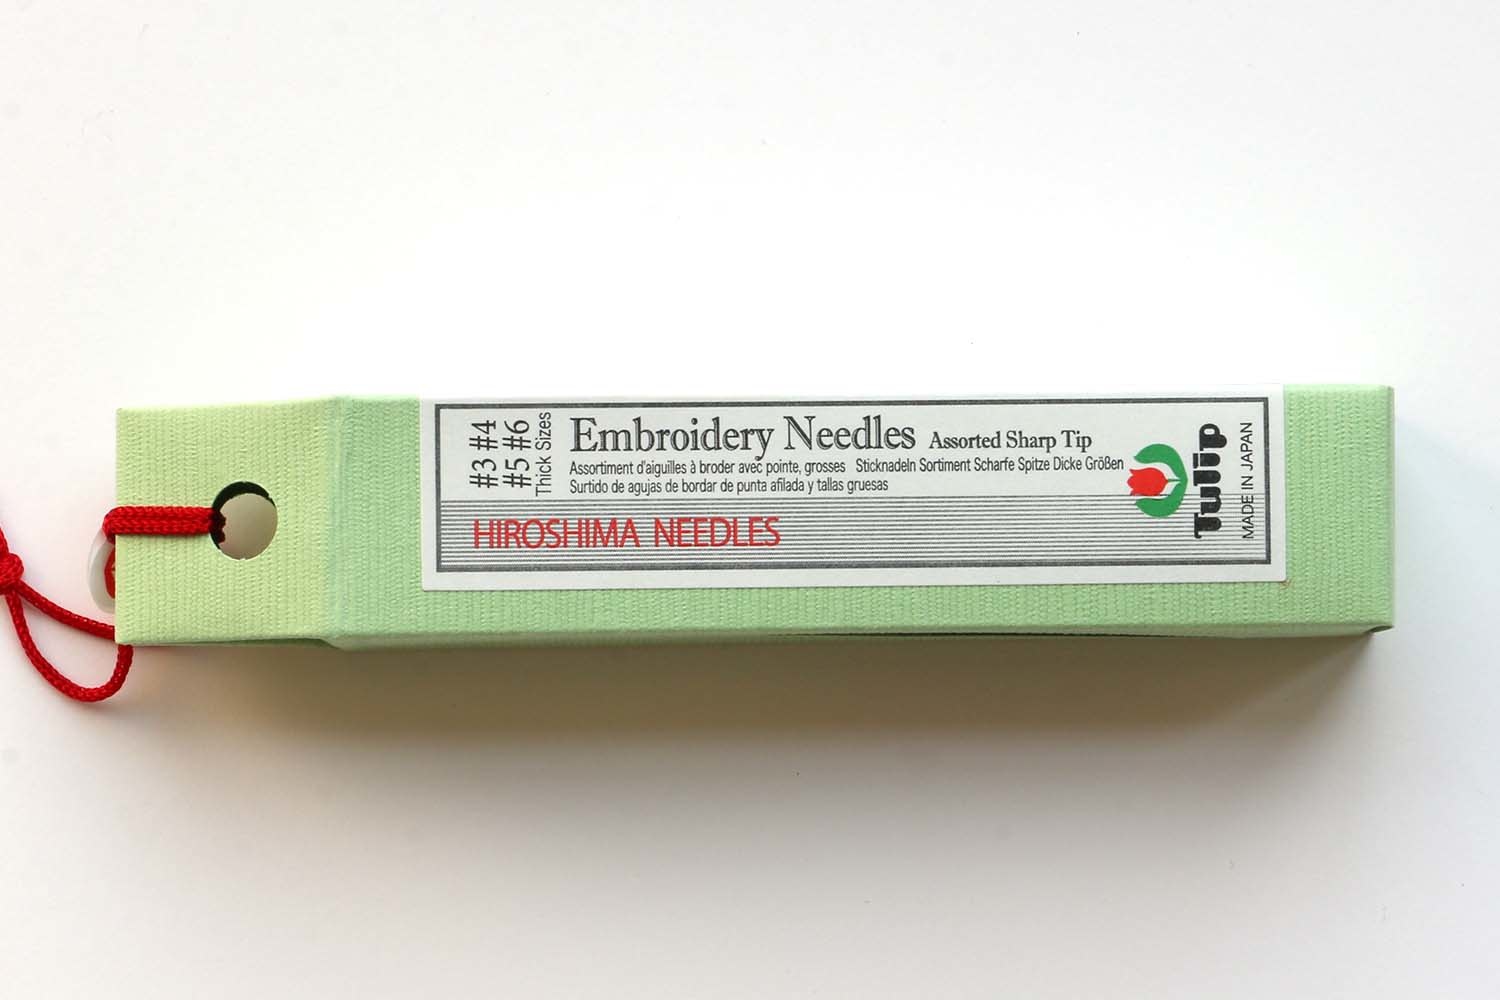 #3 #4
#5 #6
Thick Sizes
Embroidery Needles Assorted Sharp Tip
Assortiment d'aiguilles à broder avec pointe, grosses Sticknadeln Sortiment Scharfe Spitze Dicke Größen
Surtido de agujas de bordar de punta afilada y tallas gruesas
HIROSHIMA NEEDLES
Tulip
MADE IN JAPAN